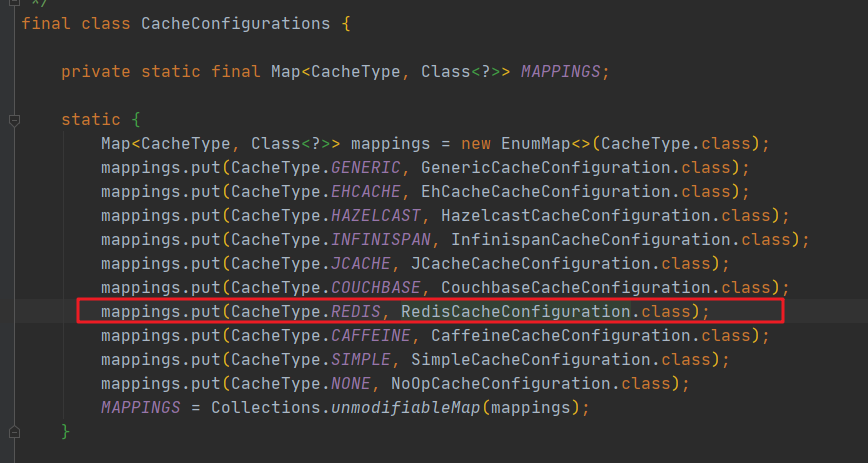 */
final class CacheConfigurations {
private static final Map<CacheType, Class<?>> MAPPINGS;
static {
Map<CacheType, Class<?>> mappings = new EnumMap<>(CacheType.class);
mappings.put(CacheType.GENERIC, GenericCacheConfiguration.class);
mappings.put(CacheType.EHCACHE, EhCacheCacheConfiguration.class);
mappings.put(CacheType.HAZELCAST, HazelcastCacheConfiguration.class);
mappings.put(CacheType.INFINISPAN, InfinispanCacheConfiguration.class);
mappings.put(CacheType.JCACHE, JCacheCacheConfiguration.class);
mappings.put(CacheType.COUCHBASE, CouchbaseCacheConfiguration.class);
mappings.put(CacheType.REDIS, RedisCacheConfiguration.class);
mappings.put(CacheType.CAFFEINE, CaffeineCacheConfiguration.class);
mappings.put(CacheType.SIMPLE, SimpleCacheConfiguration.class);
mappings.put(CacheType.NONE, NoOpCacheConfiguration.class);
MAPPINGS = Collections.unmodifiableMap(mappings);
}